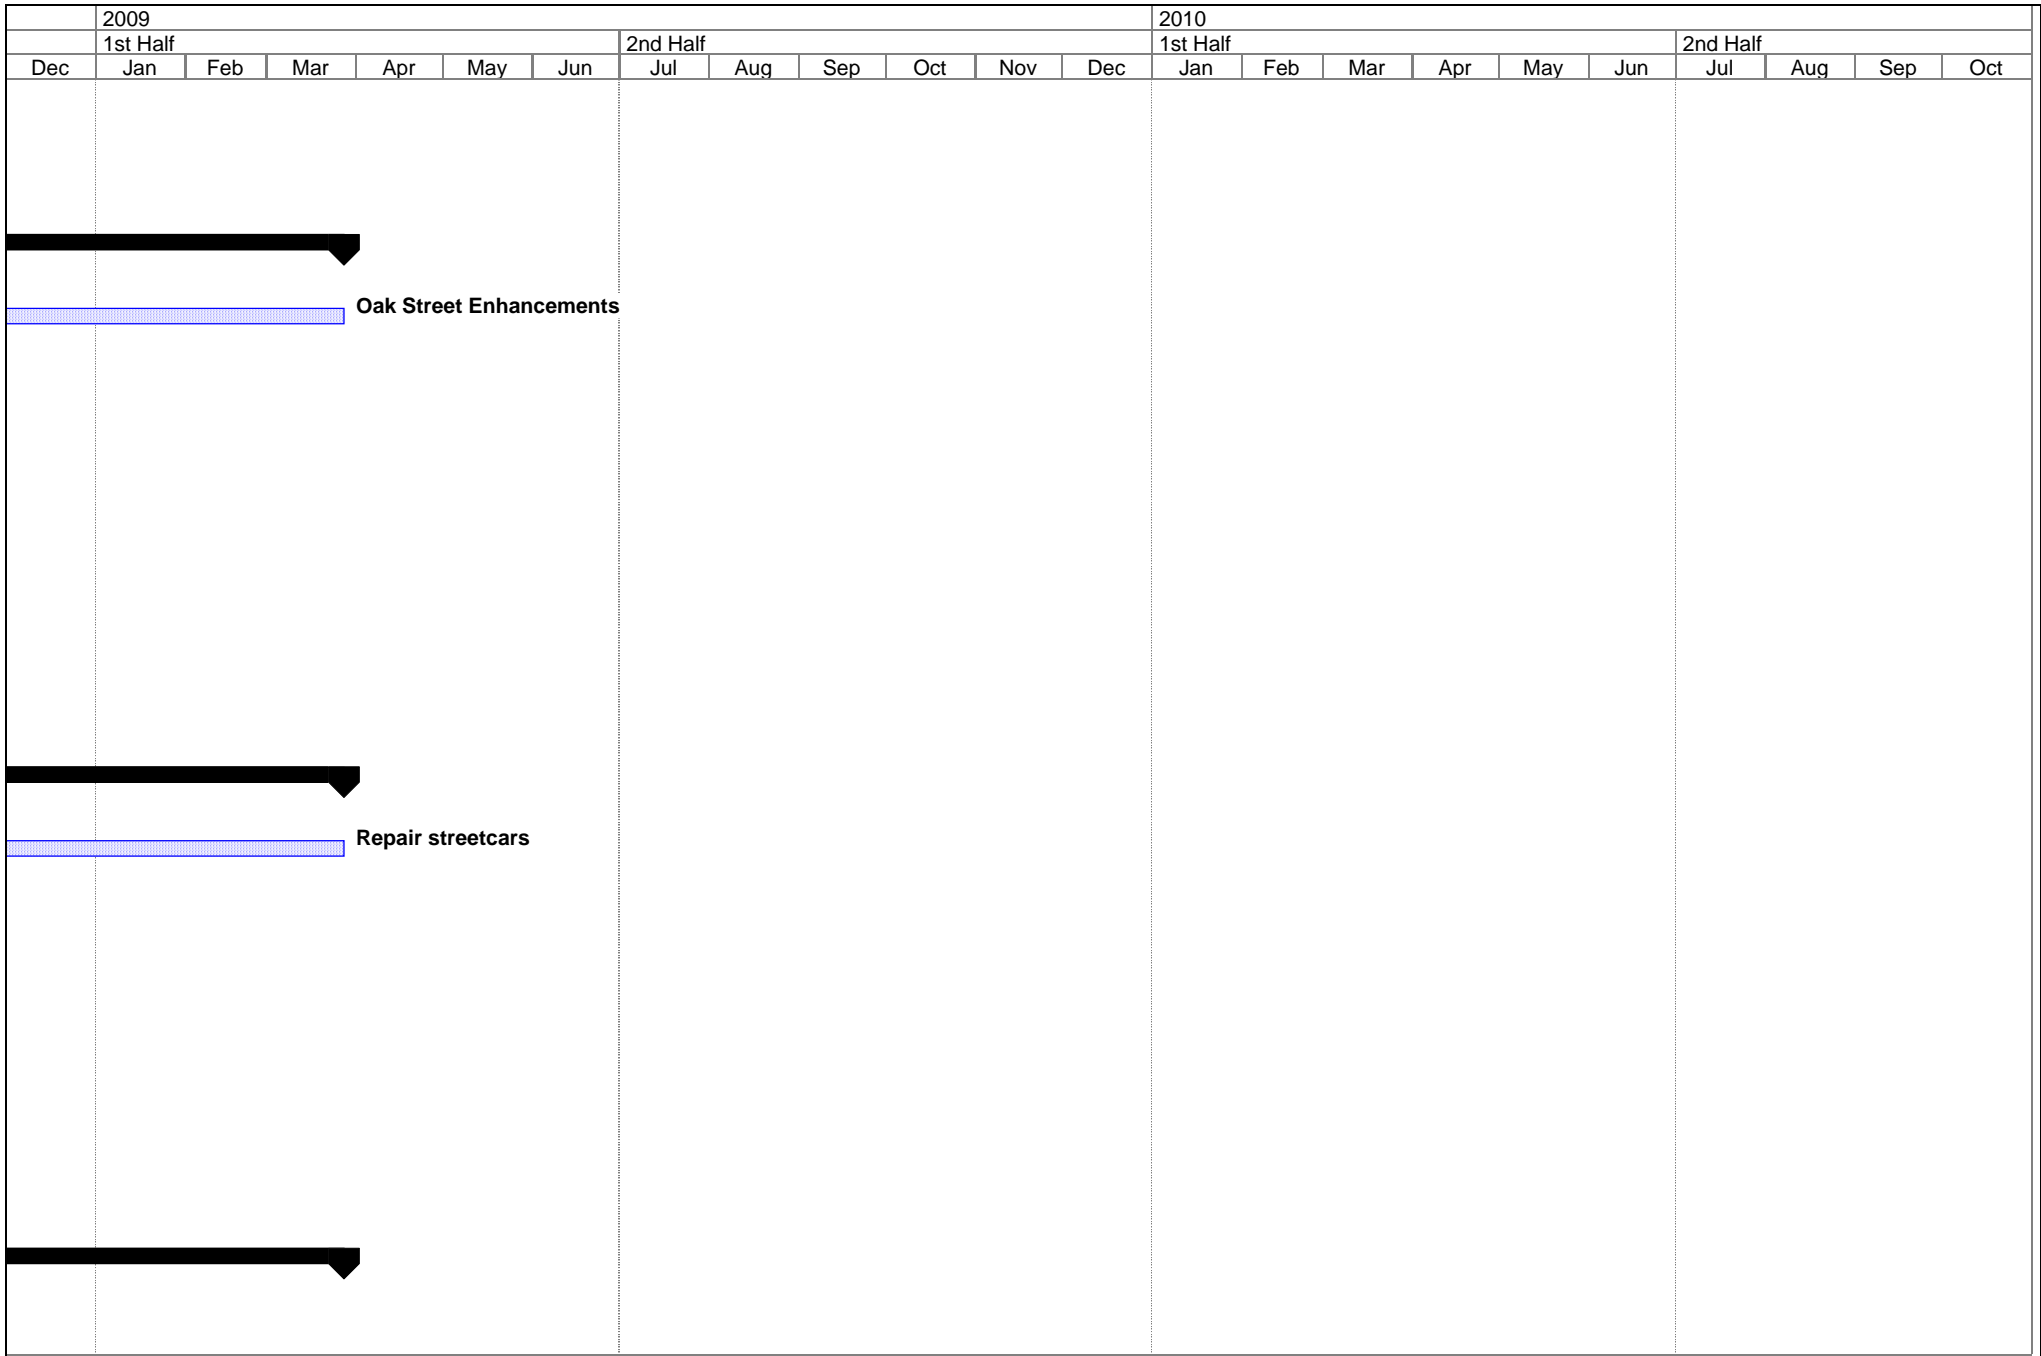 2009 2010
1st Half 2nd Half 1st Half 2nd Half
Dec Jan Feb Mar Apr May Jun Jul Aug Sep Oct Nov Dec Jan Feb Mar Apr May Jun Jul Aug Sep Oct
Oak Street Enhancements
Repair streetcars